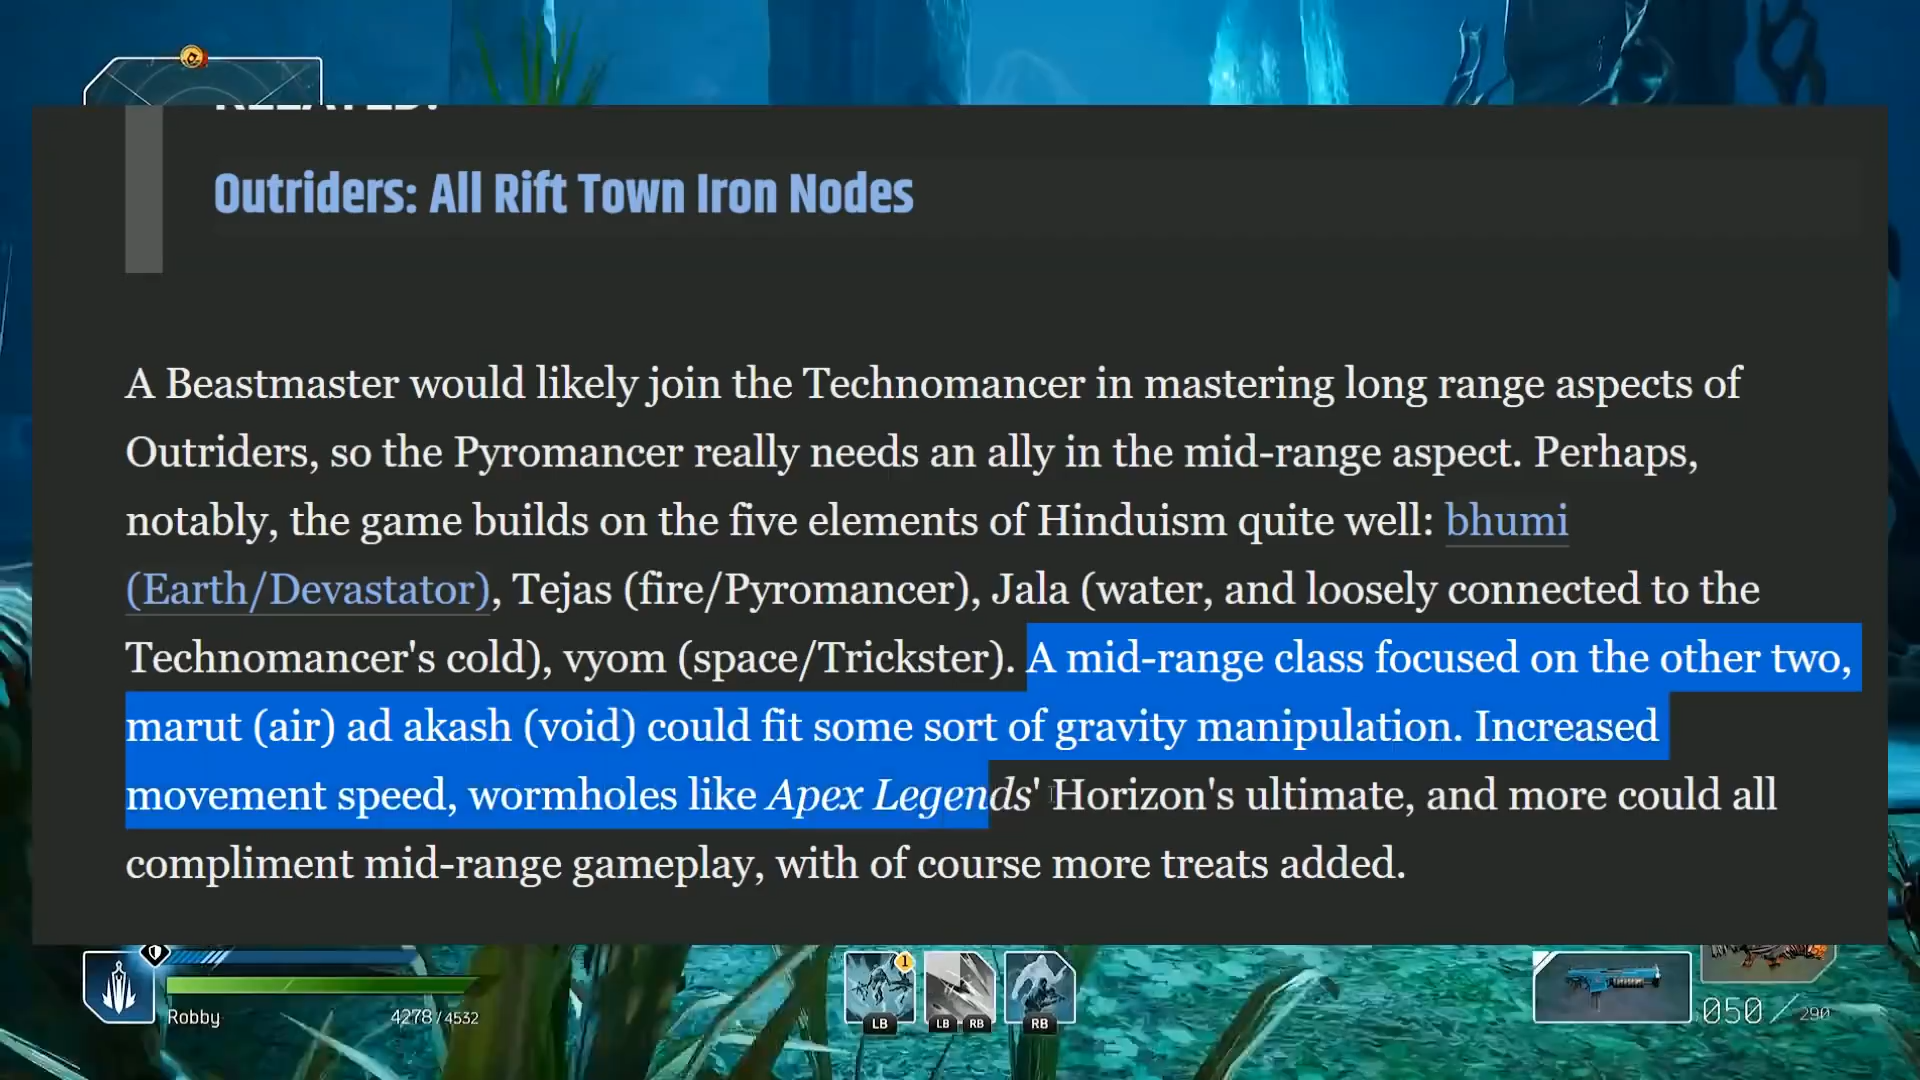 RELATED:
Outriders: All Rift Town Iron Nodes
A Beastmaster would likely join the Technomancer in mastering long range aspects of
Outriders, so the Pyromancer really needs an ally in the mid-range aspect. Perhaps,
notably, the game builds on the five elements of Hinduism quite well: bhumi
(Earth/Devastator), Tejas (fire/Pyromancer), Jala (water, and loosely connected to the
Technomancer's cold), vyom (space/Trickster). A mid-range class focused on the other two,
marut (air) ad akash (void) could fit some sort of gravity manipulation. Increased
movement speed, wormholes like Apex Legends' Horizon's ultimate, and more could all
compliment mid-range gameplay, with of course more treats added.
Robby 4278/4532
1
LB LB RB RB
050/290